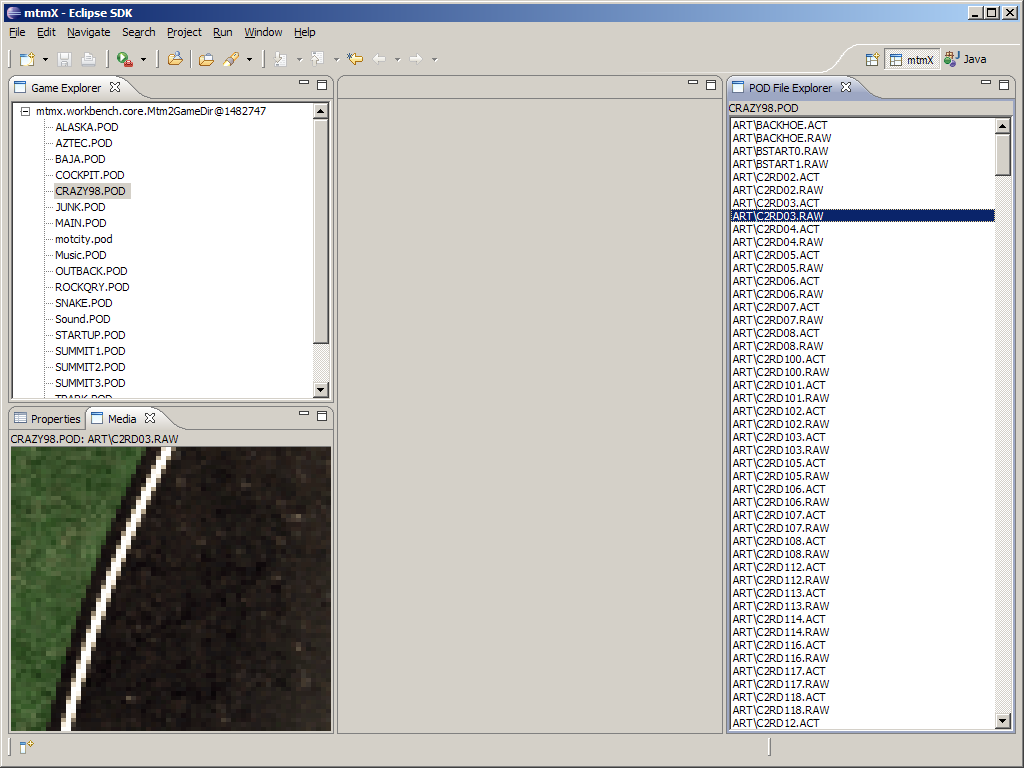 mtmX - Eclipse SDK
File Edit Navigate Search Project Run Window Help
mtmX Java
Game Explorer
mtmx.workbench.core.Mtm2GameDir@1482747
ALASKA.POD
AZTEC.POD
BAJA.POD
COCKPIT.POD
CRAZY98.POD
JUNK.POD
MAIN.POD
motcity.pod
Music.POD
OUTBACK.POD
ROCKQRY.POD
SNAKE.POD
Sound.POD
STARTUP.POD
SUMMIT1.POD
SUMMIT2.POD
SUMMIT3.POD
Properties Media
CRAZY98.POD: ART\C2RD03.RAW
POD File Explorer
CRAZY98.POD
ART\BACKHOE.ACT
ART\BACKHOE.RAW
ART\BSTART0.RAW
ART\BSTART1.RAW
ART\C2RD02.ACT
ART\C2RD02.RAW
ART\C2RD03.ACT
ART\C2RD03.RAW
ART\C2RD04.ACT
ART\C2RD04.RAW
ART\C2RD05.ACT
ART\C2RD05.RAW
ART\C2RD06.ACT
ART\C2RD06.RAW
ART\C2RD07.ACT
ART\C2RD07.RAW
ART\C2RD08.ACT
ART\C2RD08.RAW
ART\C2RD100.ACT
ART\C2RD100.RAW
ART\C2RD101.ACT
ART\C2RD101.RAW
ART\C2RD102.ACT
ART\C2RD102.RAW
ART\C2RD103.ACT
ART\C2RD103.RAW
ART\C2RD105.ACT
ART\C2RD105.RAW
ART\C2RD106.ACT
ART\C2RD106.RAW
ART\C2RD107.ACT
ART\C2RD107.RAW
ART\C2RD108.ACT
ART\C2RD108.RAW
ART\C2RD112.ACT
ART\C2RD112.RAW
ART\C2RD113.ACT
ART\C2RD113.RAW
ART\C2RD114.ACT
ART\C2RD114.RAW
ART\C2RD116.ACT
ART\C2RD116.RAW
ART\C2RD117.ACT
ART\C2RD117.RAW
ART\C2RD118.ACT
ART\C2RD118.RAW
ART\C2RD12.ACT